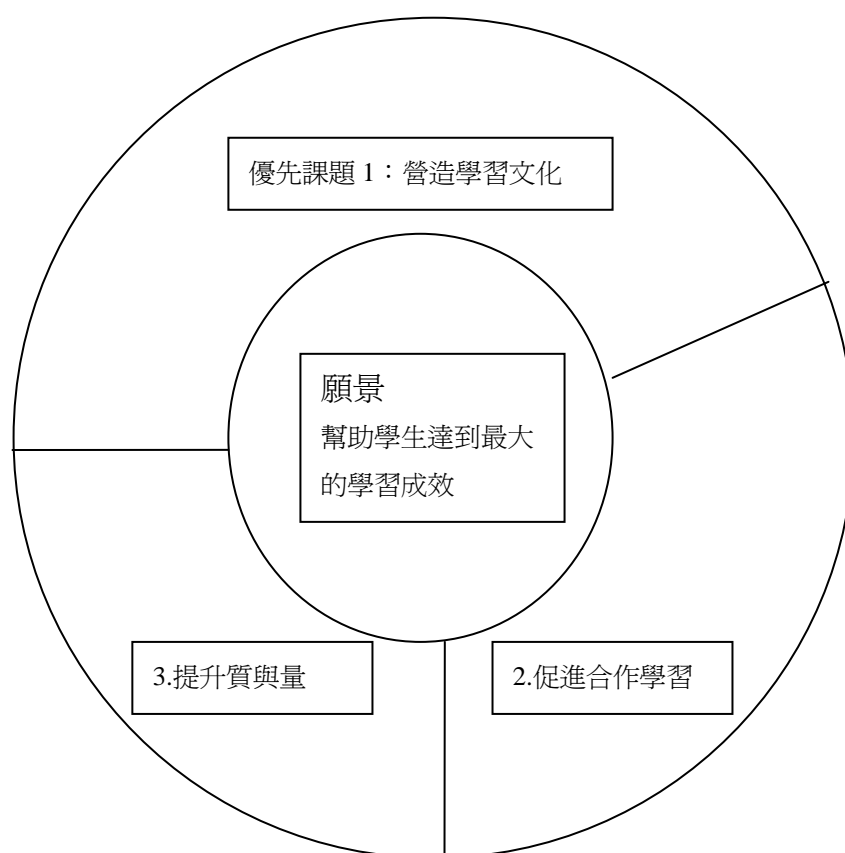 優先課題 1：營造學習文化
願景
幫助學生達到最大
的學習成效
3.提升質與量
2.促進合作學習